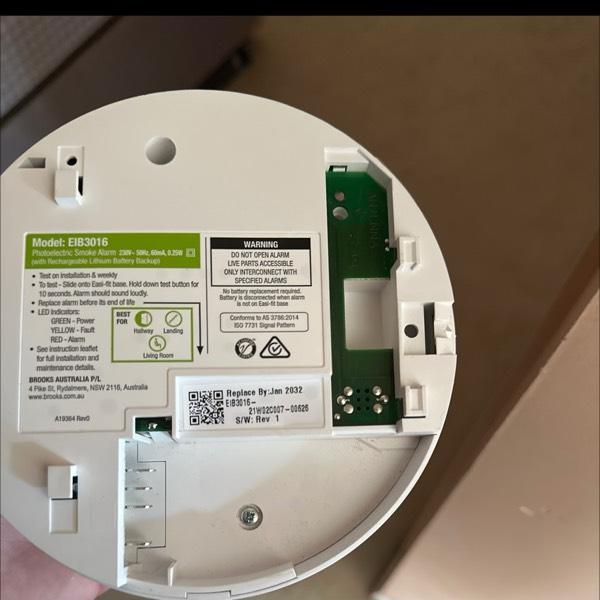 Model: EIB3016
Photoelectric Smoke Alarm 230V~ 50Hz, 60mA, 0.25W
(with Rechargeable Lithium Battery Backup)
• Test on installation & weekly
• To test - Slide onto Easi-fit base. Hold down test button for
10 seconds. Alarm should sound loudly.
• Replace alarm before its end of life
• LED Indicators:
GREEN - Power
YELLOW - Fault
RED - Alarm
• See instruction leaflet
for full installation and
maintenance details.
BEST
FOR
Hallway
Landing
Living Room
BROOKS AUSTRALIA P/L
4 Pike St, Rydalmere, NSW 2116, Australia
www.brooks.com.au
A19364 Rev0
WARNING
DO NOT OPEN ALARM
LIVE PARTS ACCESSIBLE
ONLY INTERCONNECT WITH
SPECIFIED ALARMS
No battery replacement required.
Battery is disconnected when alarm
is not on Easi-fit Base
Conforms to AS 3786:2014
ISO 7731 Signal Pattern
Replace By:Jan 2032
EIB3016-
21W02C007-00626
S/W: Rev 1